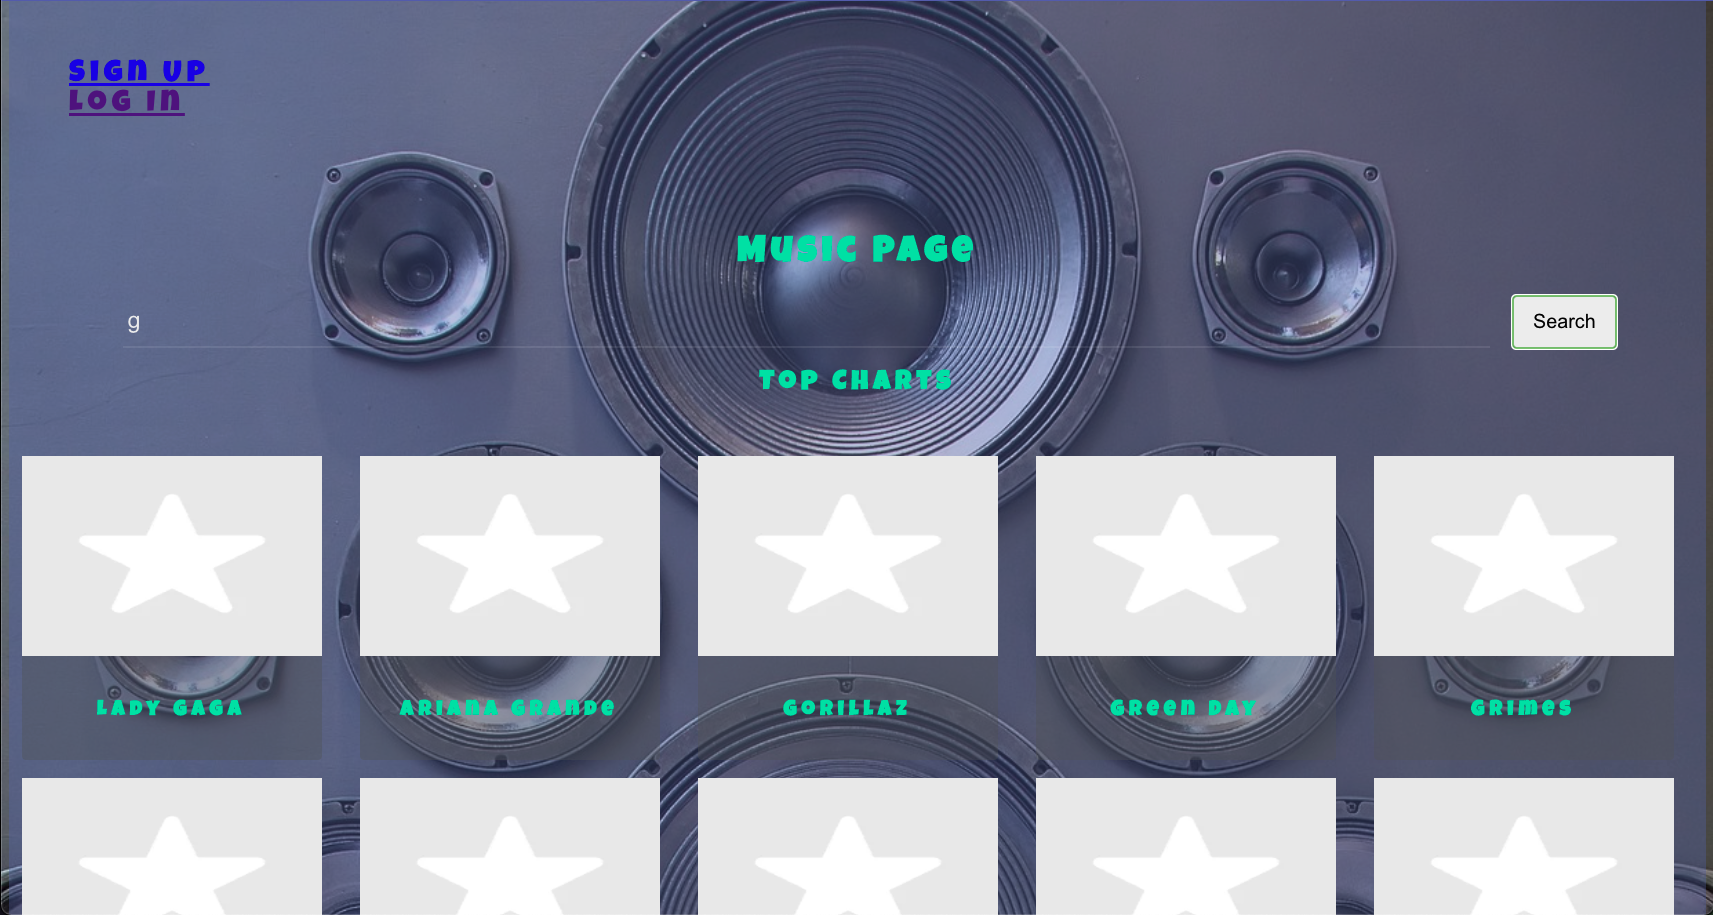 Sign Up
Log In
Music Page
g
Search
Top Charts
Lady Gaga
Ariana Grande
Gorillaz
Green Day
Grimes